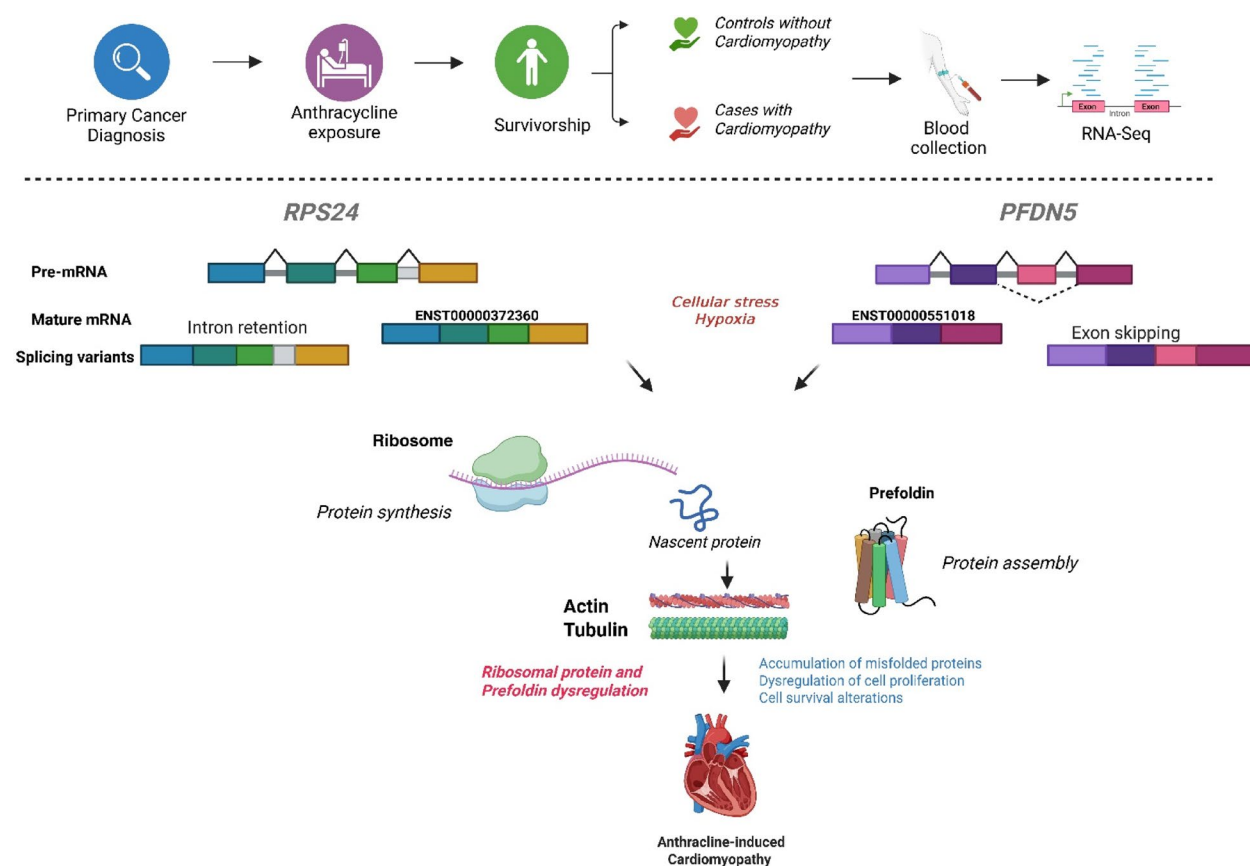 Primary Cancer
Diagnosis
Anthracycline
exposure
Survivorship
Controls without
Cardiomyopathy
Cases with
Cardiomyopathy
Blood
collection
Exon
Intron
Exon
RNA-Seq
RPS24
PFDN5
Pre-mRNA
Mature mRNA
Splicing variants
Intron retention
ENST00000372360
Cellular stress
Hypoxia
ENST00000551018
Exon skipping
Ribosome
Protein synthesis
Nascent protein
Prefoldin
Protein assembly
Actin
Tubulin
Ribosomal protein and
Prefoldin dysregulation
Accumulation of misfolded proteins
Dysregulation of cell proliferation
Cell survival alterations
Anthracline-induced
Cardiomyopathy